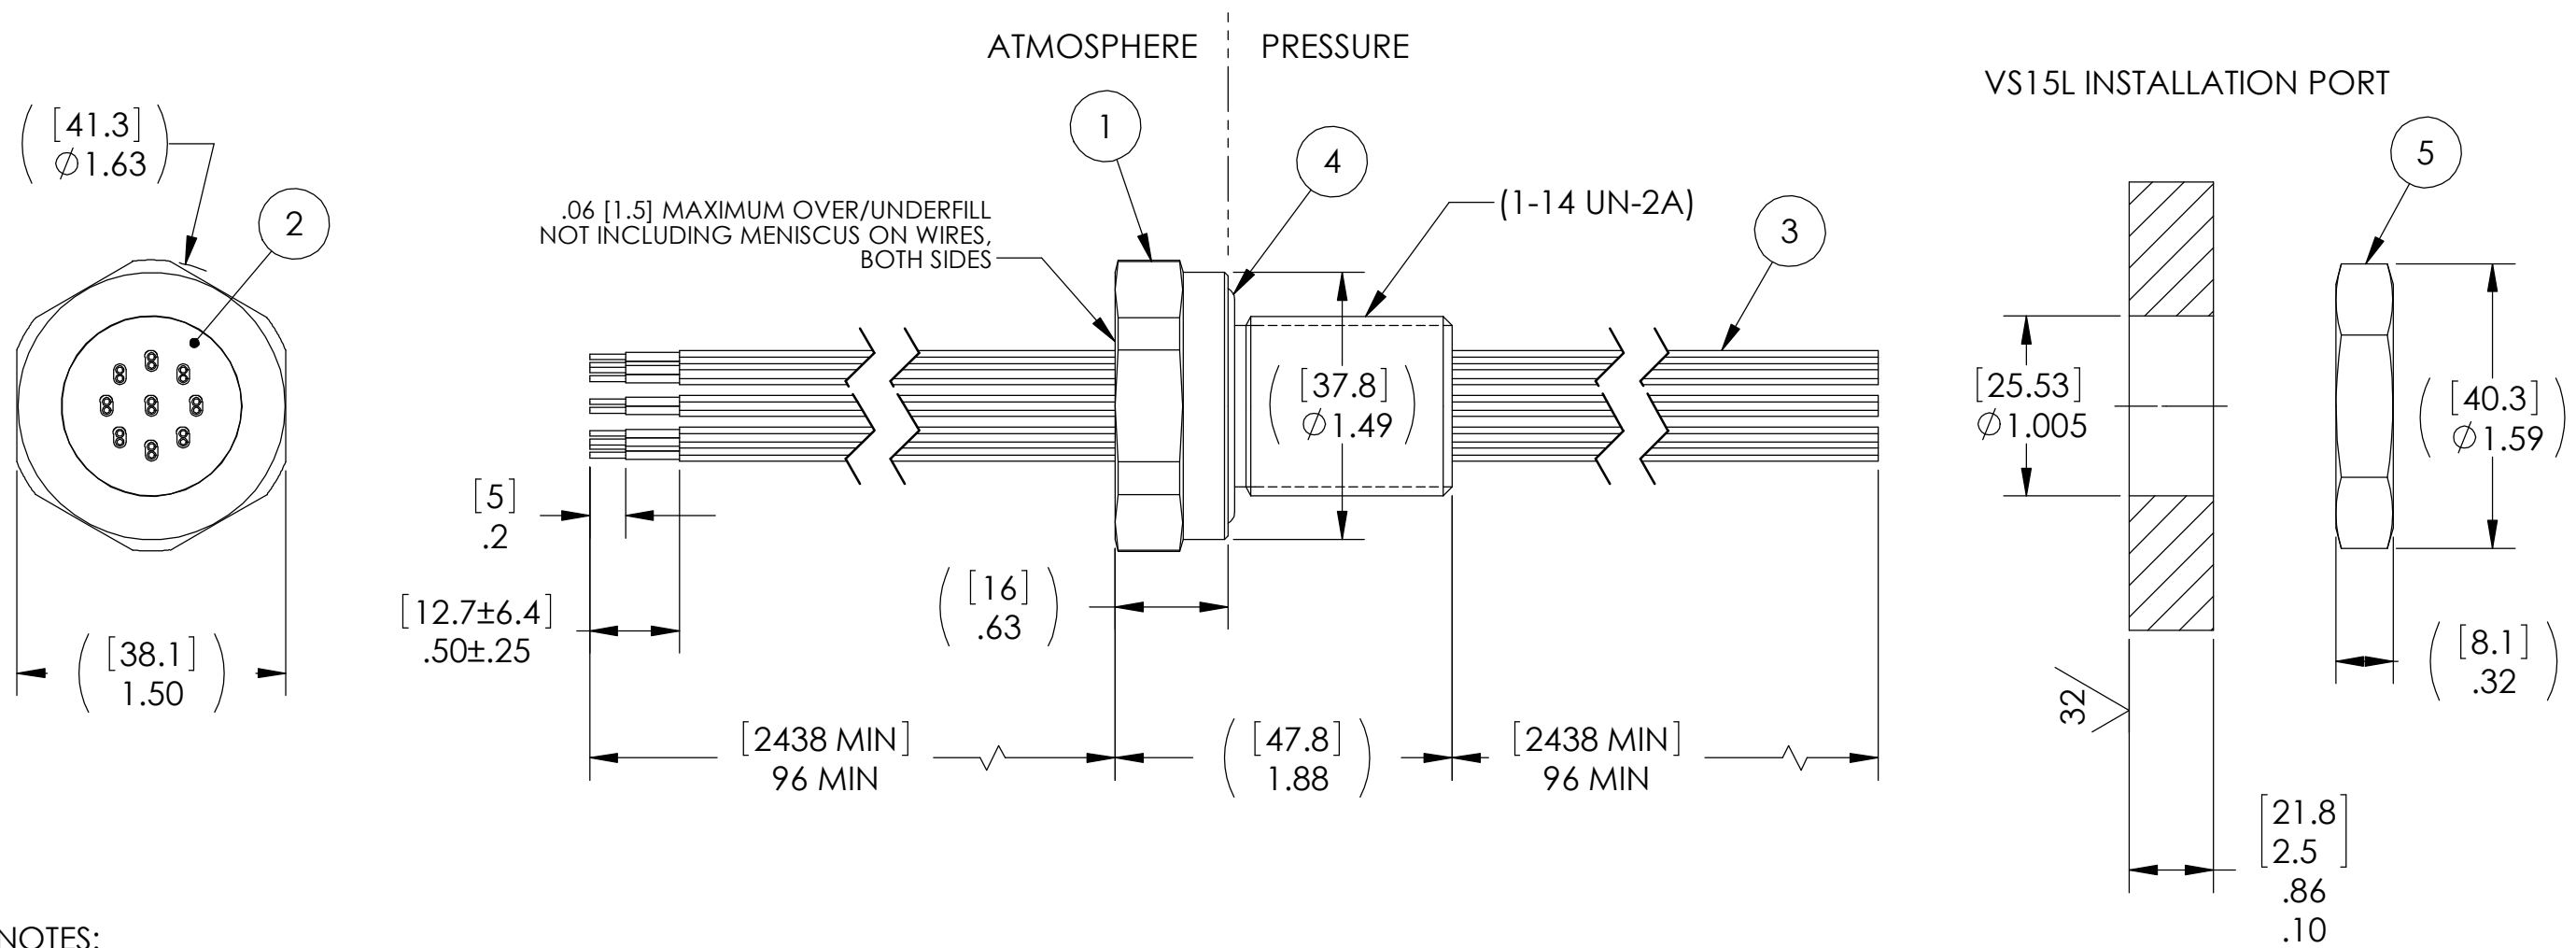 ATMOSPHERE
PRESSURE
VS15L INSTALLATION PORT
[41.3]
∅1.63
2
1
4
5
3
.06 [1.5] MAXIMUM OVER/UNDERFILL
NOT INCLUDING MENISCUS ON WIRES,
BOTH SIDES
(1-14 UN-2A)
[37.8]
∅1.49
[25.53]
∅1.005
[40.3]
∅1.59
[5]
.2
[16]
.63
[12.7±6.4]
.50±.25
[38.1]
1.50
[8.1]
.32
32
[2438 MIN]
96 MIN
[47.8]
1.88
[2438 MIN]
96 MIN
[21.8
2.5]
.86
.10
NOTES: